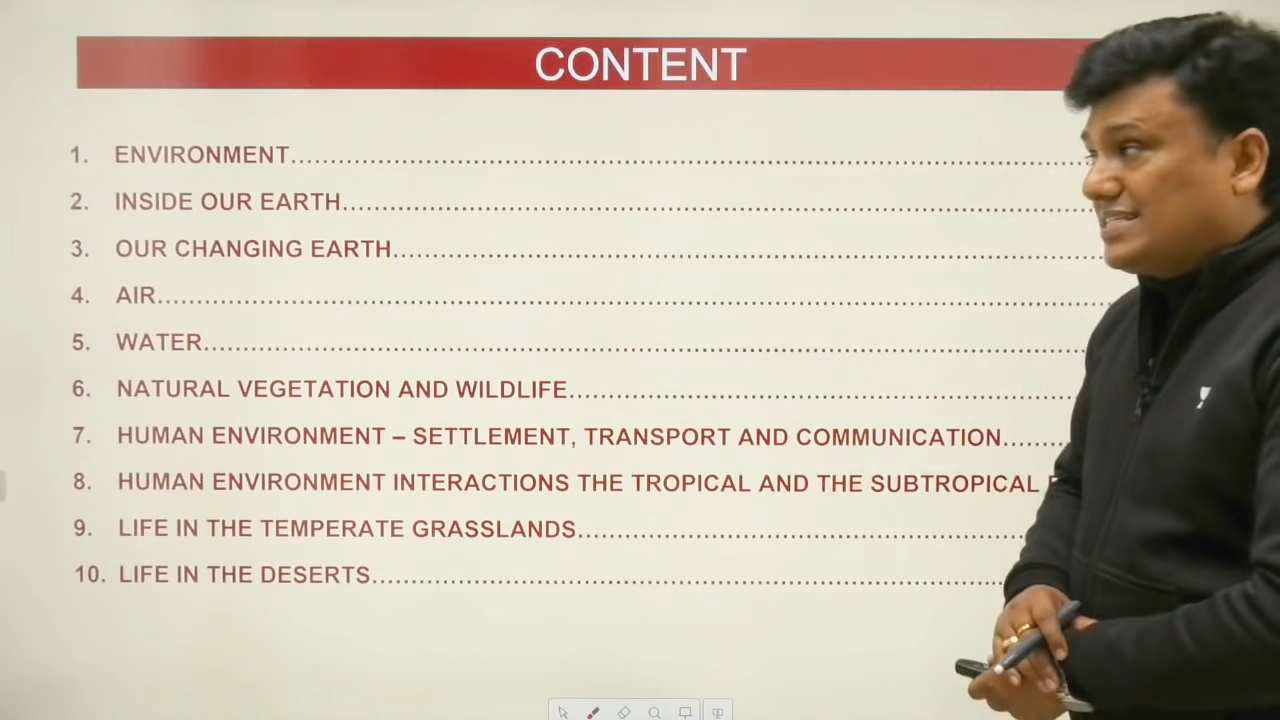 CONTENT
1. ENVIRONMENT................................................................................................
2. INSIDE OUR EARTH................................................................................................
3. OUR CHANGING EARTH................................................................................................
4. AIR................................................................................................
5. WATER................................................................................................
6. NATURAL VEGETATION AND WILDLIFE................................................................
7. HUMAN ENVIRONMENT – SETTLEMENT, TRANSPORT AND COMMUNICATION.........
8. HUMAN ENVIRONMENT INTERACTIONS THE TROPICAL AND THE SUBTROPICAL
9. LIFE IN THE TEMPERATE GRASSLANDS................................................................
10. LIFE IN THE DESERTS................................................................................